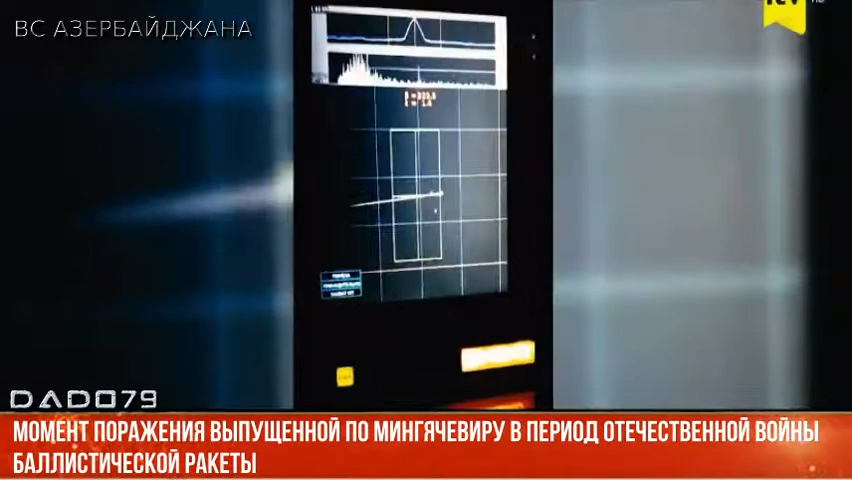 ВС АЗЕРБАЙДЖАНА
DADO79
МОМЕНТ ПОРАЖЕНИЯ ВЫПУЩЕННОЙ ПО МИНГЯЧЕВИРУ В ПЕРИОД ОТЕЧЕСТВЕННОЙ ВОЙНЫ
БАЛЛИСТИЧЕСКОЙ РАКЕТЫ